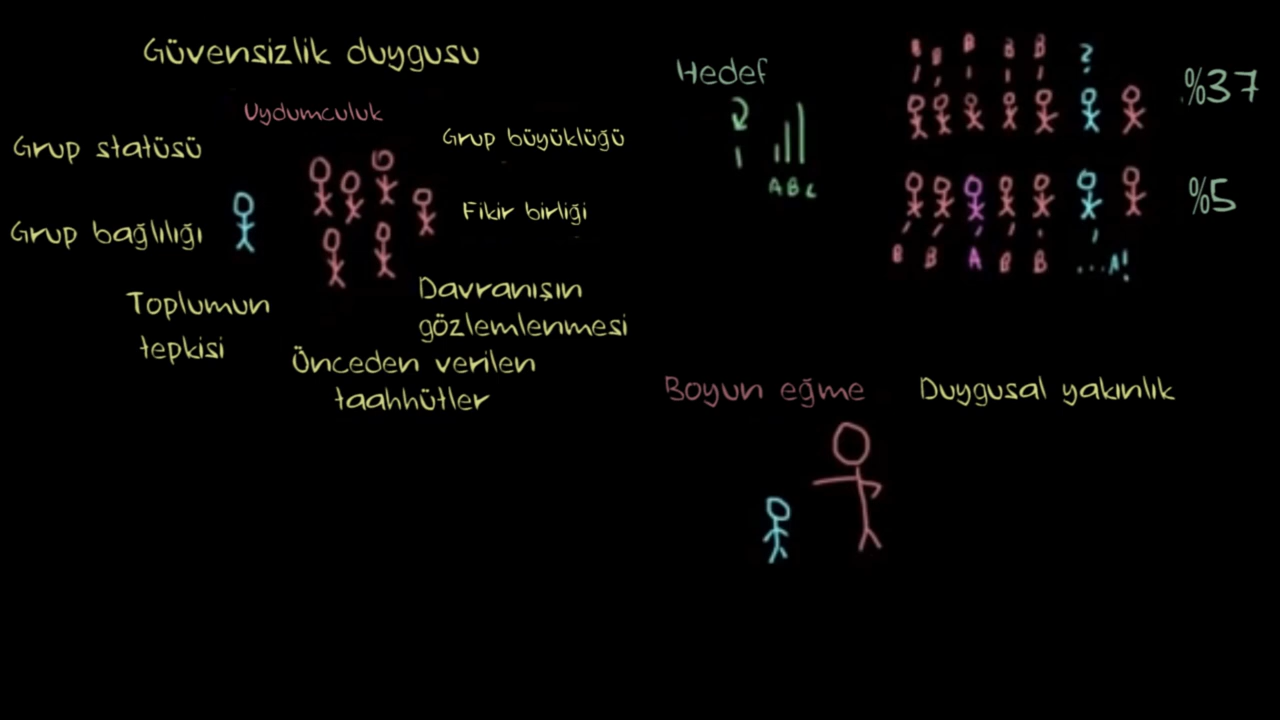 Güvensizlik duygusu
Uydumculuk
Grup statüsü
Grup büyüklüğü
Grup bağlılığı
Fikir birliği
Toplumun
tepkisi
Davranışın
gözlemlenmesi
Ünceden verilen
taahhütler
Hedef
A B C
B B B B B ?
%37
%5
B B A B B ...A!
Boyun eğme
Duygusal yakınlık